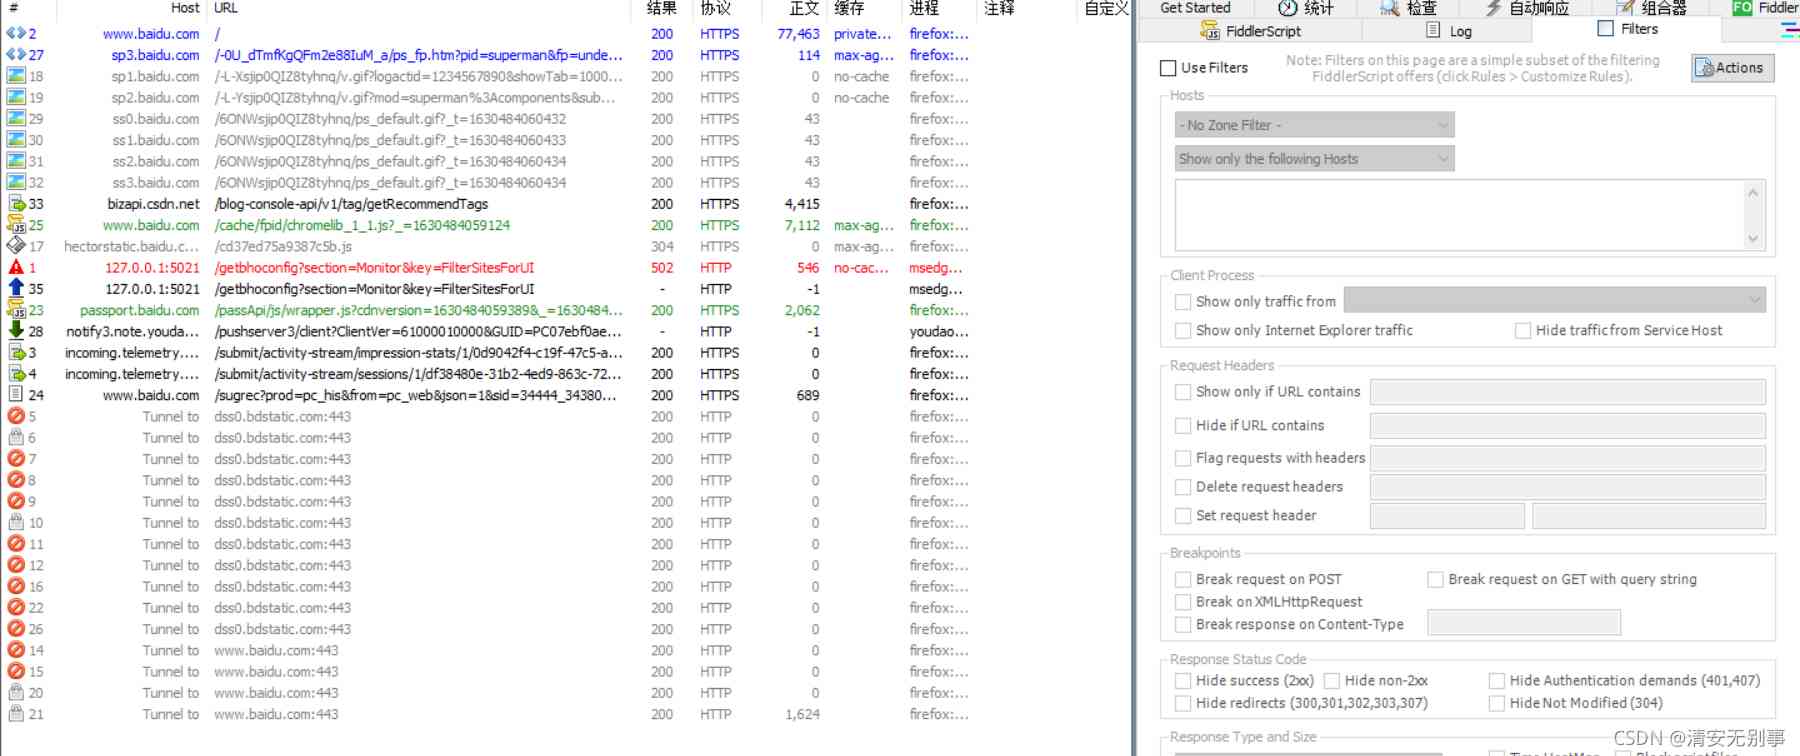 # Host URL 结果 协议 正文 缓存 进程 注释 自定义
2 www.baidu.com / 200 HTTPS 77,463 private... firefox:...
27 sp3.baidu.com /-0U_dTmfKgQFm2e88IuM_a/ps_fp.htm?pid=superman&fp=unde... 200 HTTPS 114 max-ag... firefox:...
18 sp1.baidu.com /-L-Xsjip0QIZ8tyhnq/v.gif?logactid=1234567890&showTab=1000... 200 HTTPS 0 no-cache firefox:...
19 sp2.baidu.com /-L-Ysjip0QIZ8tyhnq/v.gif?mod=superman%3Acomponents&sub... 200 HTTPS 0 no-cache firefox:...
29 ss0.baidu.com /6ONWsjip0QIZ8tyhnq/ps_default.gif?_t=1630484060432 200 HTTPS 43 firefox:...
30 ss1.baidu.com /6ONWsjip0QIZ8tyhnq/ps_default.gif?_t=1630484060433 200 HTTPS 43 firefox:...
31 ss2.baidu.com /6ONWsjip0QIZ8tyhnq/ps_default.gif?_t=1630484060434 200 HTTPS 43 firefox:...
32 ss3.baidu.com /6ONWsjip0QIZ8tyhnq/ps_default.gif?_t=1630484060434 200 HTTPS 43 firefox:...
33 bizapi.csdn.net /blog-console-api/v1/tag/getRecommendTags 200 HTTPS 4,415 firefox:...
25 www.baidu.com /cache/fpid/chromelib_1_1.js?_=1630484059124 200 HTTPS 7,112 max-ag... firefox:...
17 hectorstatic.baidu.c... /cd37ed75a9387c5b.js 304 HTTPS 0 max-ag... firefox:...
1 127.0.0.1:5021 /getbhoconfig?section=Monitor&key=FilterSitesForUI 502 HTTP 546 no-cac... msedg...
35 127.0.0.1:5021 /getbhoconfig?section=Monitor&key=FilterSitesForUI - HTTP -1 msedg...
23 passport.baidu.com /passApi/js/wrapper.js?cdnversion=1630484059389&_=1630484... 200 HTTPS 2,062 firefox:...
28 notify3.note.youda... /pushserver3/client?ClientVer=61000010000&GUID=PC07ebf0ae... - HTTP -1 youdao...
3 incoming.telemetry.... /submit/activity-stream/impression-stats/1/0d9042f4-c19f-47c5-a... 200 HTTPS 0 firefox:...
4 incoming.telemetry.... /submit/activity-stream/sessions/1/df38480e-31b2-4ed9-863c-72... 200 HTTPS 0 firefox:...
24 www.baidu.com /sugrec?prod=pc_his&from=pc_web&json=1&sid=34444_34380... 200 HTTPS 689 firefox:...
5 Tunnel to dss0.bdstatic.com:443 200 HTTP 0 firefox:...
6 Tunnel to dss0.bdstatic.com:443 200 HTTP 0 firefox:...
7 Tunnel to dss0.bdstatic.com:443 200 HTTP 0 firefox:...
8 Tunnel to dss0.bdstatic.com:443 200 HTTP 0 firefox:...
9 Tunnel to dss0.bdstatic.com:443 200 HTTP 0 firefox:...
10 Tunnel to dss0.bdstatic.com:443 200 HTTP 0 firefox:...
11 Tunnel to dss0.bdstatic.com:443 200 HTTP 0 firefox:...
12 Tunnel to dss0.bdstatic.com:443 200 HTTP 0 firefox:...
16 Tunnel to dss0.bdstatic.com:443 200 HTTP 0 firefox:...
22 Tunnel to dss0.bdstatic.com:443 200 HTTP 0 firefox:...
26 Tunnel to dss0.bdstatic.com:443 200 HTTP 0 firefox:...
14 Tunnel to www.baidu.com:443 200 HTTP 0 firefox:...
15 Tunnel to www.baidu.com:443 200 HTTP 0 firefox:...
20 Tunnel to www.baidu.com:443 200 HTTP 0 firefox:...
21 Tunnel to www.baidu.com:443 200 HTTP 1,624 firefox:...
Get Started 统计 检查 自动响应 组合器 FO Fiddler
FiddlerScript Log Filters
Use Filters
Note: Filters on this page are a simple subset of the filtering
FiddlerScript offers (click Rules > Customize Rules).
Actions
Hosts
- No Zone Filter -
Show only the following Hosts
Client Process
Show only traffic from
Show only Internet Explorer traffic Hide traffic from Service Host
Request Headers
Show only if URL contains
Hide if URL contains
Flag requests with headers
Delete request headers
Set request header
Breakpoints
Break request on POST Break request on GET with query string
Break on XMLHttpRequest
Break response on Content-Type
Response Status Code
Hide success (2xx) Hide non-2xx Hide Authentication demands (401,407)
Hide redirects (300,301,302,303,307) Hide Not Modified (304)
Response Type and Size
CSDN @清安无别事